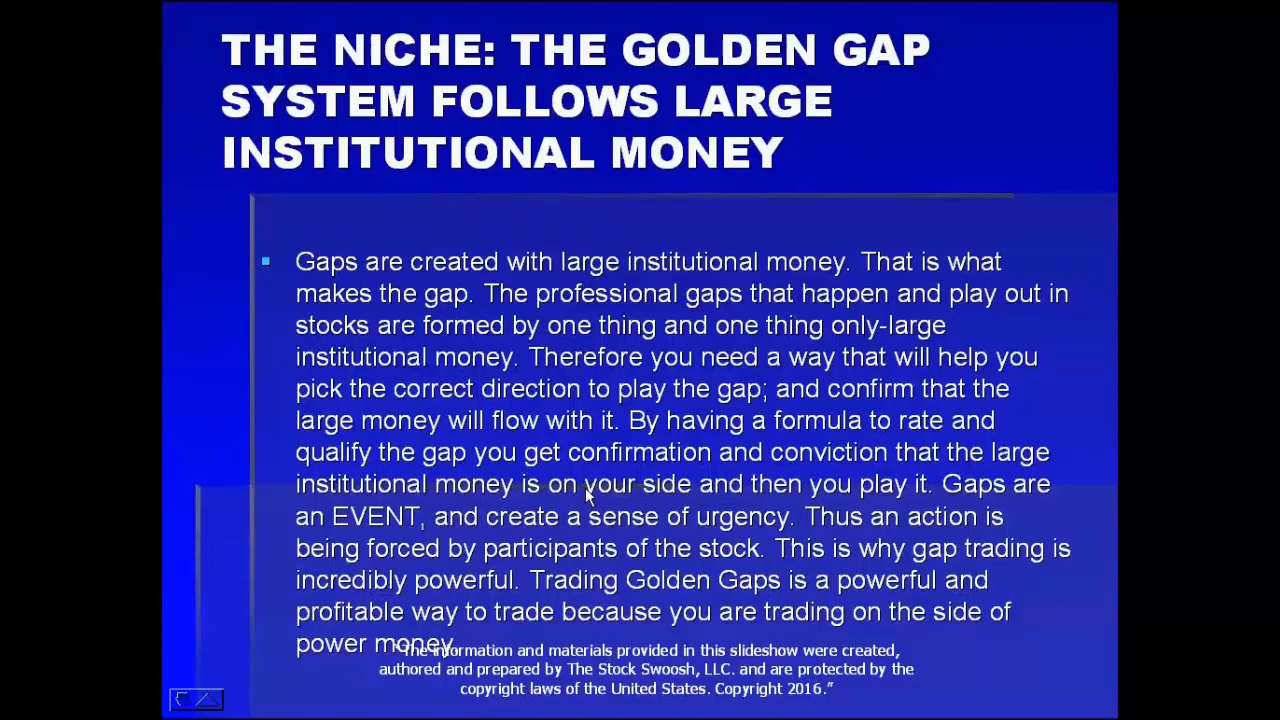 THE NICHE: THE GOLDEN GAP
SYSTEM FOLLOWS LARGE
INSTITUTIONAL MONEY
Gaps are created with large institutional money. That is what
makes the gap. The professional gaps that happen and play out in
stocks are formed by one thing and one thing only-large
institutional money. Therefore you need a way that will help you
pick the correct direction to play the gap; and confirm that the
large money will flow with it. By having a formula to rate and
qualify the gap you get confirmation and conviction that the large
institutional money is on your side and then you play it. Gaps are
an EVENT, and create a sense of urgency. Thus an action is
being forced by participants of the stock. This is why gap trading is
incredibly powerful. Trading Golden Gaps is a powerful and
profitable way to trade because you are trading on the side of
power money.
"The information and materials provided in this slideshow were created,
authored and prepared by The Stock Swoosh, LLC. and are protected by the
copyright laws of the United States. Copyright 2016."